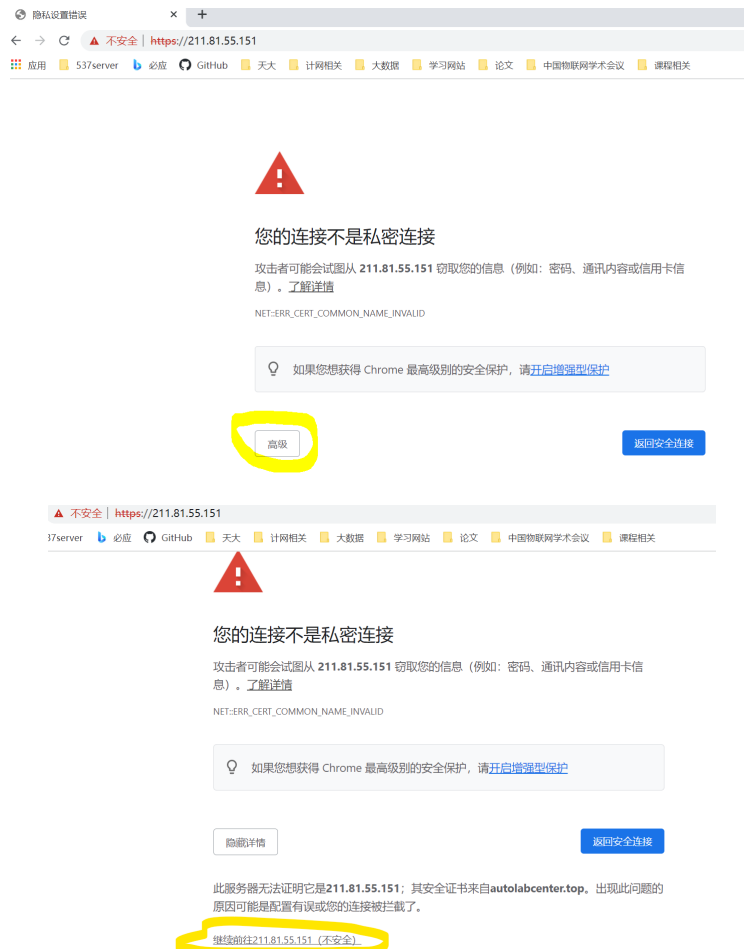 隐私设置错误
不安全 | https://211.81.55.151
应用 537server 必应 GitHub 天大 计网相关 大数据 学习网站 论文 中国物联网学术会议 课程相关
您的连接不是私密连接
攻击者可能会试图从 211.81.55.151 窃取您的信息（例如：密码、通讯内容或信用卡信
息）。了解详情
NET::ERR_CERT_COMMON_NAME_INVALID
如果您想获得 Chrome 最高级别的安全保护，请开启增强型保护
高级 返回安全连接
不安全 | https://211.81.55.151
37server 必应 GitHub 天大 计网相关 大数据 学习网站 论文 中国物联网学术会议 课程相关
您的连接不是私密连接
攻击者可能会试图从 211.81.55.151 窃取您的信息（例如：密码、通讯内容或信用卡信
息）。了解详情
NET::ERR_CERT_COMMON_NAME_INVALID
如果您想获得 Chrome 最高级别的安全保护，请开启增强型保护
隐藏详情 返回安全连接
此服务器无法证明它是211.81.55.151；其安全证书来自autolabcenter.top。出现此问题的
原因可能是配置有误或您的连接被拦截了。
继续前往211.81.55.151（不安全）